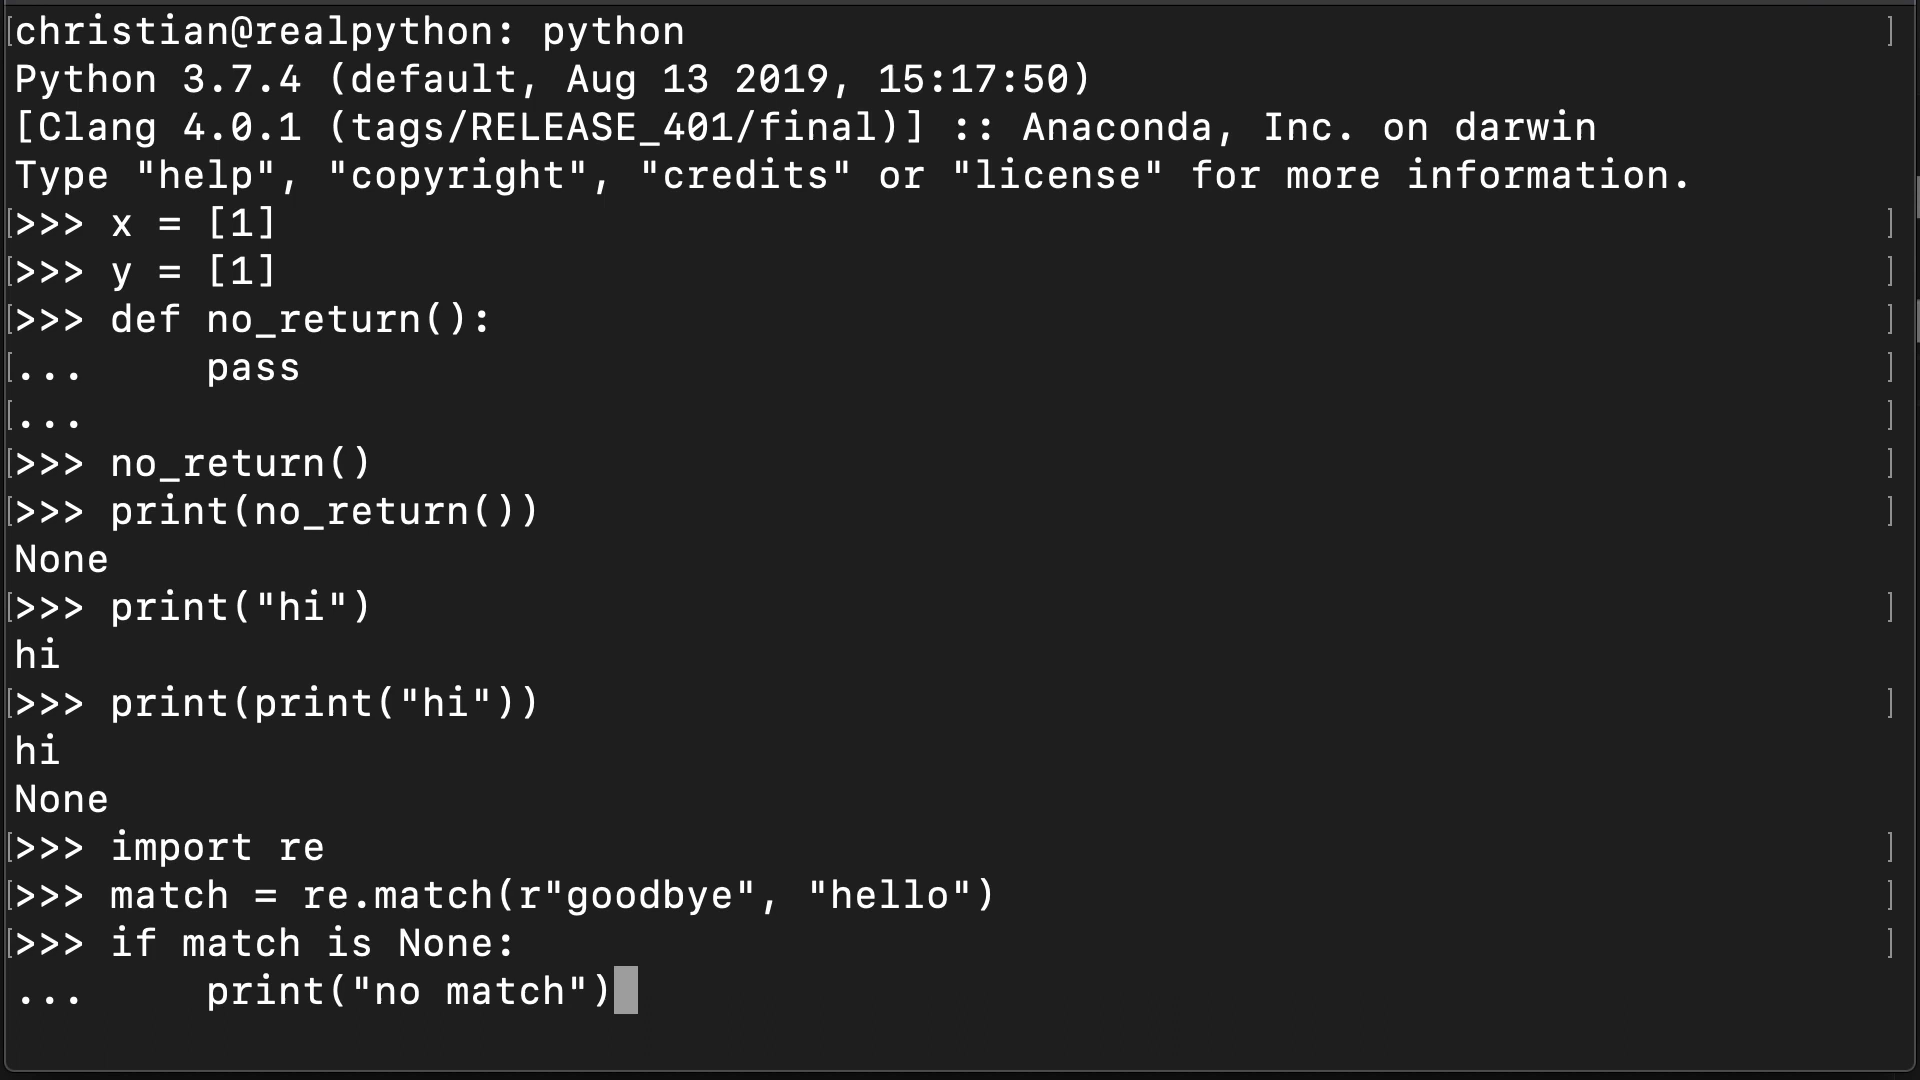 christian@realpython: python
Python 3.7.4 (default, Aug 13 2019, 15:17:50)
[Clang 4.0.1 (tags/RELEASE_401/final)] :: Anaconda, Inc. on darwin
Type "help", "copyright", "credits" or "license" for more information.
>>> x = [1]
>>> y = [1]
>>> def no_return():
...     pass
...
>>> no_return()
>>> print(no_return())
None
>>> print("hi")
hi
>>> print(print("hi"))
hi
None
>>> import re
>>> match = re.match(r"goodbye", "hello")
>>> if match is None:
...     print("no match")